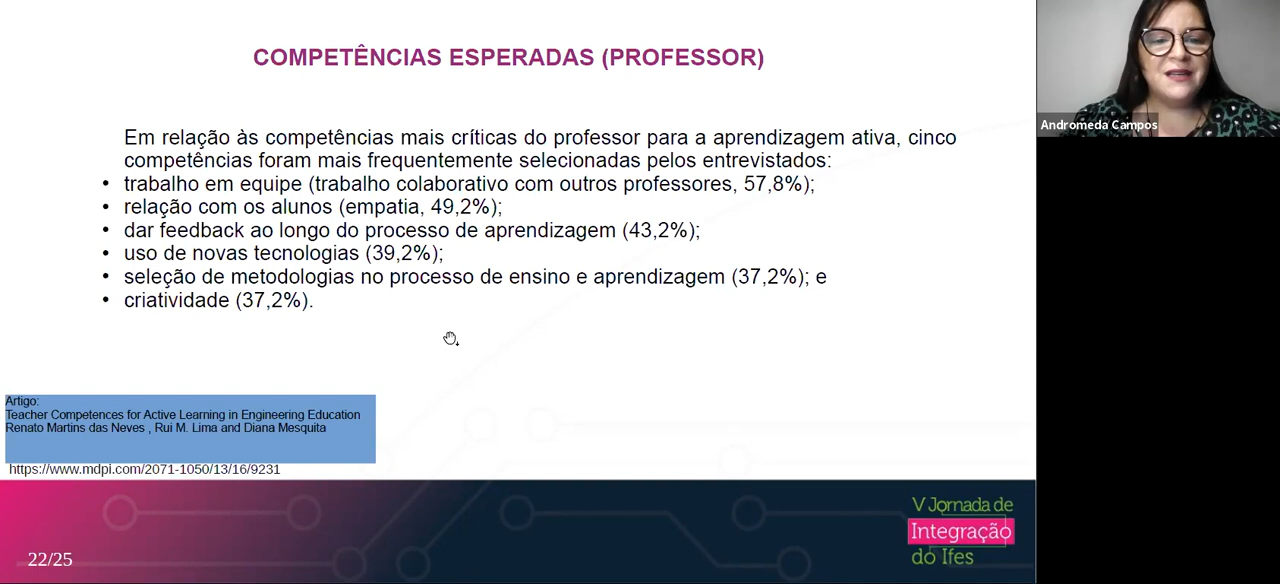 COMPETÊNCIAS ESPERADAS (PROFESSOR)
Em relação às competências mais críticas do professor para a aprendizagem ativa, cinco
competências foram mais frequentemente selecionadas pelos entrevistados:
• trabalho em equipe (trabalho colaborativo com outros professores, 57,8%);
• relação com os alunos (empatia, 49,2%);
• dar feedback ao longo do processo de aprendizagem (43,2%);
• uso de novas tecnologias (39,2%);
• seleção de metodologias no processo de ensino e aprendizagem (37,2%); e
• criatividade (37,2%).
Artigo:
Teacher Competences for Active Learning in Engineering Education
Renato Martins das Neves , Rui M. Lima and Diana Mesquita
https://www.mdpi.com/2071-1050/13/16/9231
22/25
V Jornada de
Integração
do Ifes
Andromeda Campos